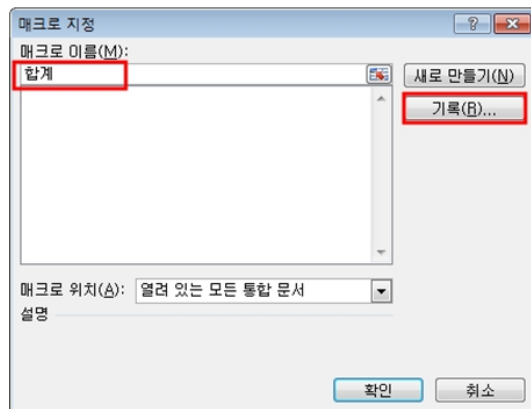 매크로 지정
매크로 이름(M):
합계
새로 만들기(N)
기록(R)...
매크로 위치(A): 열려 있는 모든 통합 문서
설명
확인 취소